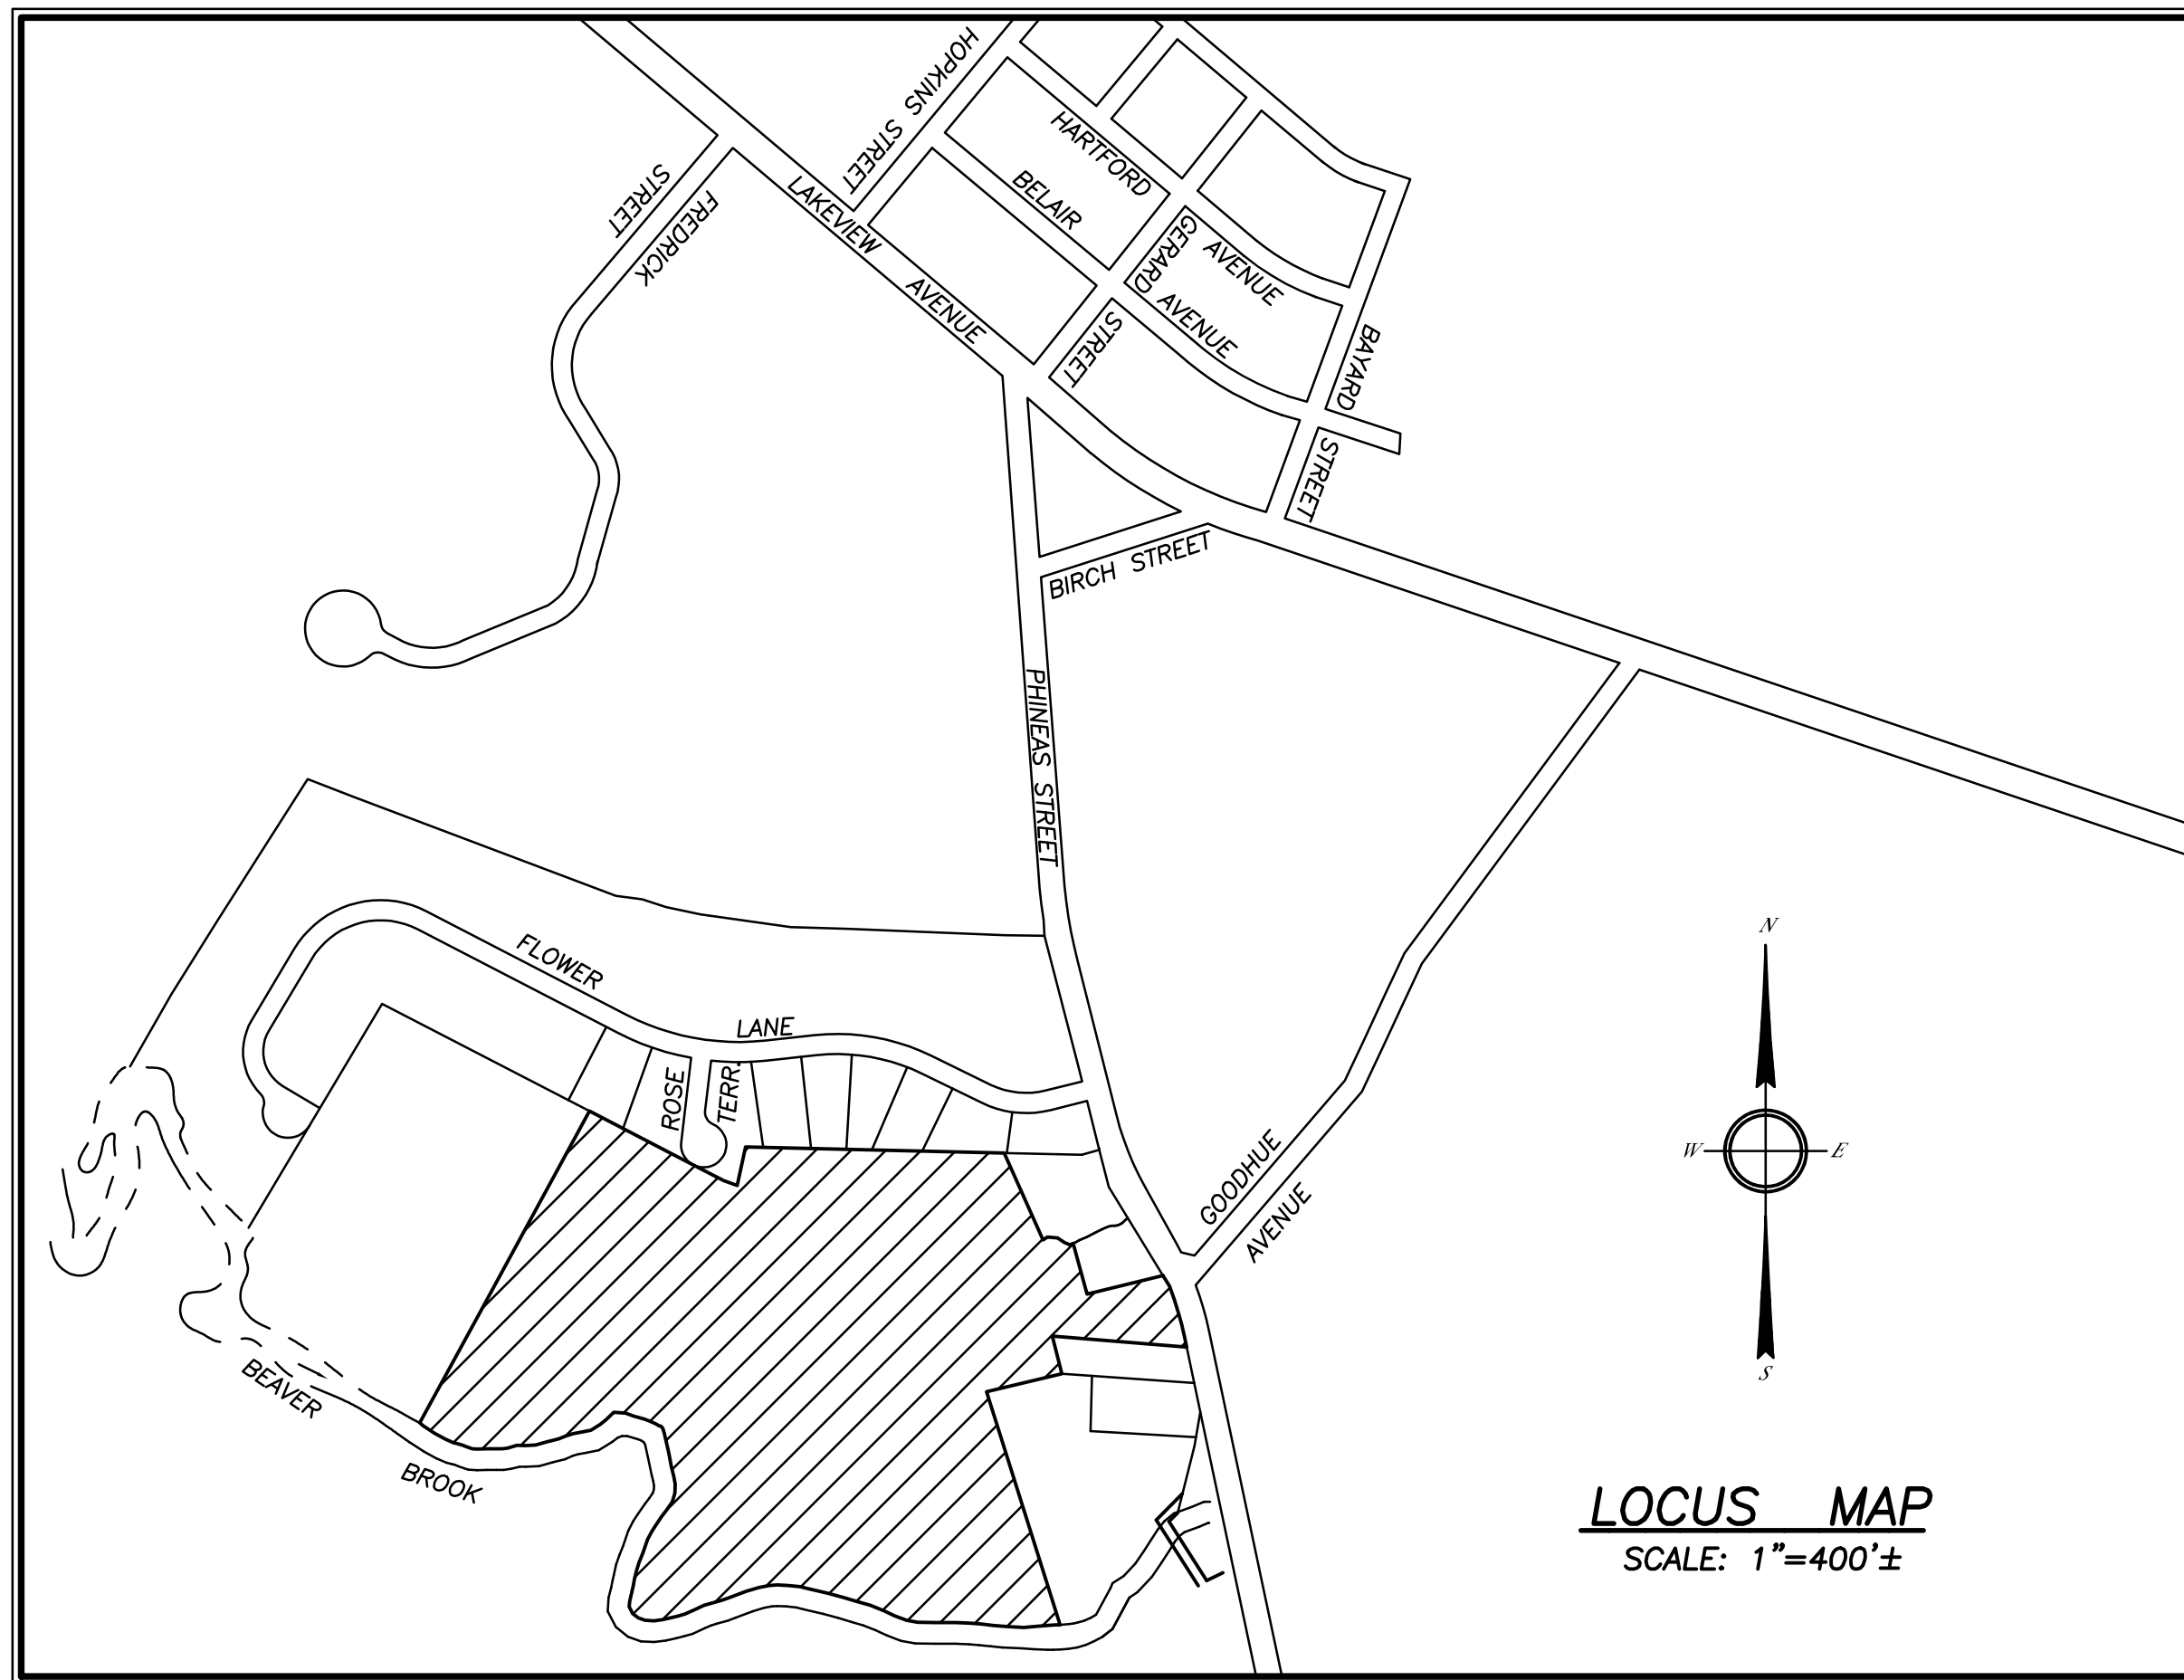 HOPKINS STREET
HARTFORD
BELAIR
STREET
FREDRICK
LAKEVIEW AVENUE
G AVENUE
GERARD
AVENUE
STREET
BAYARD
STREET
BIRCH STREET
PHINEAS STREET
N
FLOWER
LANE
ROSE
TERR.
W
E
GOODHUE
AVENUE
BEAVER
S
BROOK
LOCUS MAP
SCALE: 1"=400'±